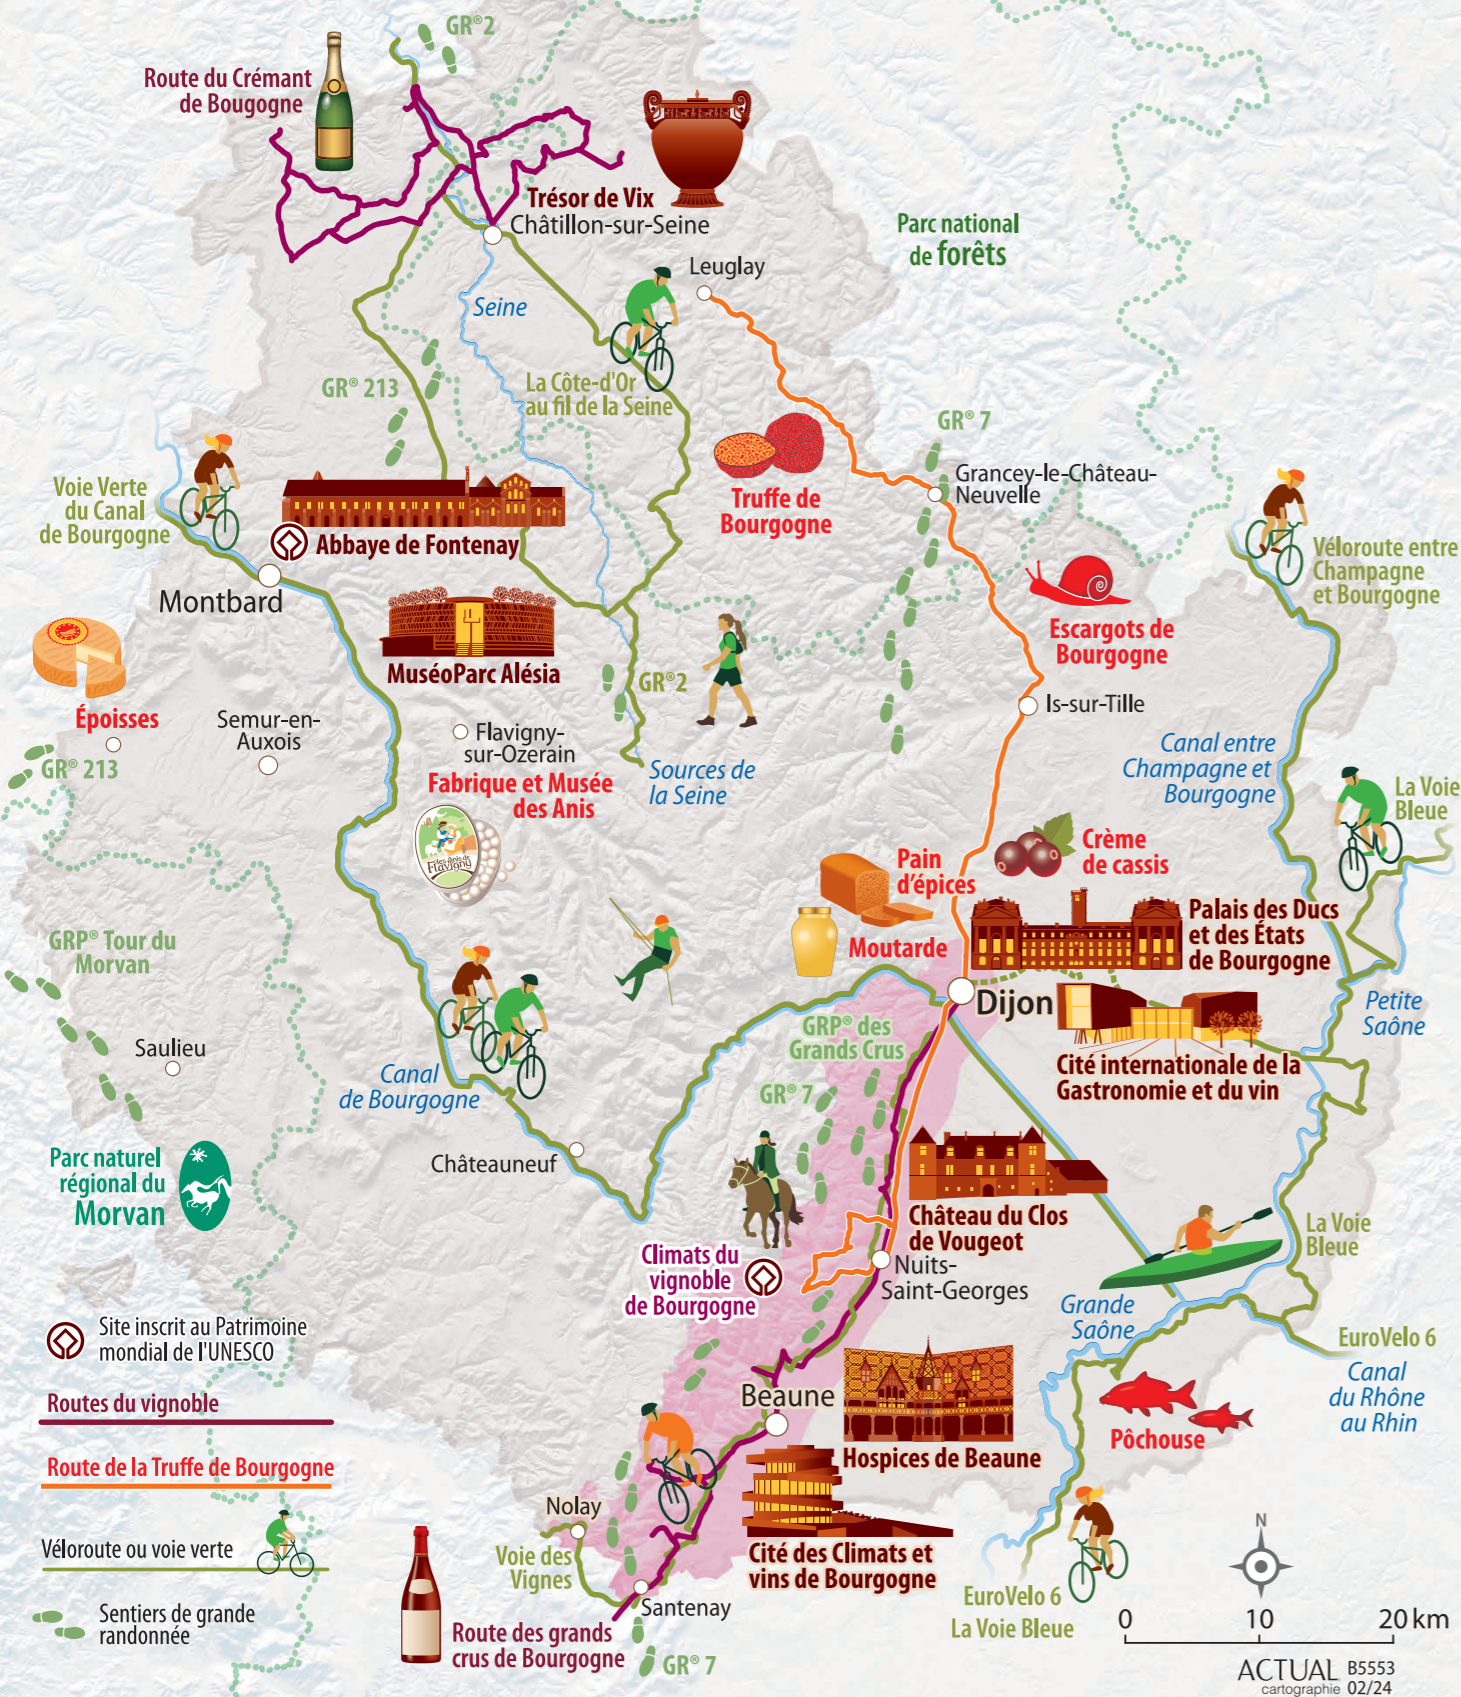 GR®2
Route du Crémant
de Bougogne
Trésor de Vix
Châtillon-sur-Seine
Parc national
de forêts
Leuglay
Seine
GR® 213
La Côte-d'Or
au fil de la Seine
GR® 7
Truffe de
Bourgogne
Grancey-le-Château-
Neuvelle
Voie Verte
du Canal
de Bourgogne
Abbaye de Fontenay
Montbard
Véloroute entre
Champagne
et Bourgogne
MuséoParc Alésia
Escargots de
Bourgogne
Époisses
GR® 213
Semur-en-
Auxois
Flavigny-
sur-Ozerain
Fabrique et Musée
des Anis
les Anis de
Flavigny
GR®2
Sources de
la Seine
Is-sur-Tille
Canal entre
Champagne et
Bourgogne
La Voie
Bleue
Crème
de cassis
Pain
d'épices
Moutarde
Palais des Ducs
et des États
de Bourgogne
Dijon
Petite
Saône
GRP® Tour du
Morvan
Saulieu
Canal
de Bourgogne
GRP® des
Grands Crus
GR® 7
Cité internationale de la
Gastronomie et du vin
Châteauneuf
Parc naturel
régional du
Morvan
Château du Clos
de Vougeot
Climats du
vignoble
de Bourgogne
Nuits-
Saint-Georges
La Voie
Bleue
Grande
Saône
EuroVelo 6
Canal
du Rhône
au Rhin
Site inscrit au Patrimoine
mondial de l'UNESCO
Routes du vignoble
Route de la Truffe de Bourgogne
Véloroute ou voie verte
Sentiers de grande
randonnée
Beaune
Hospices de Beaune
Pôchouse
Nolay
Voie des
Vignes
Cité des Climats et
vins de Bourgogne
Santenay
Route des grands
crus de Bourgogne
GR® 7
EuroVelo 6
La Voie Bleue
N
0 10 20 km
ACTUAL B5553
cartographie 02/24